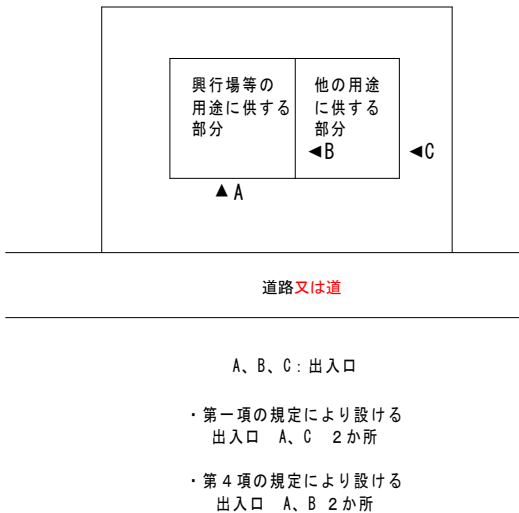 興行場等の
用途に供する
部分
他の用途
に供する
部分
◄B
◄C
▲ A
道路又は道
A、B、C：出入口
・第一項の規定により設ける
出入口　A、C　２か所
・第４項の規定により設ける
出入口　A、B ２か所